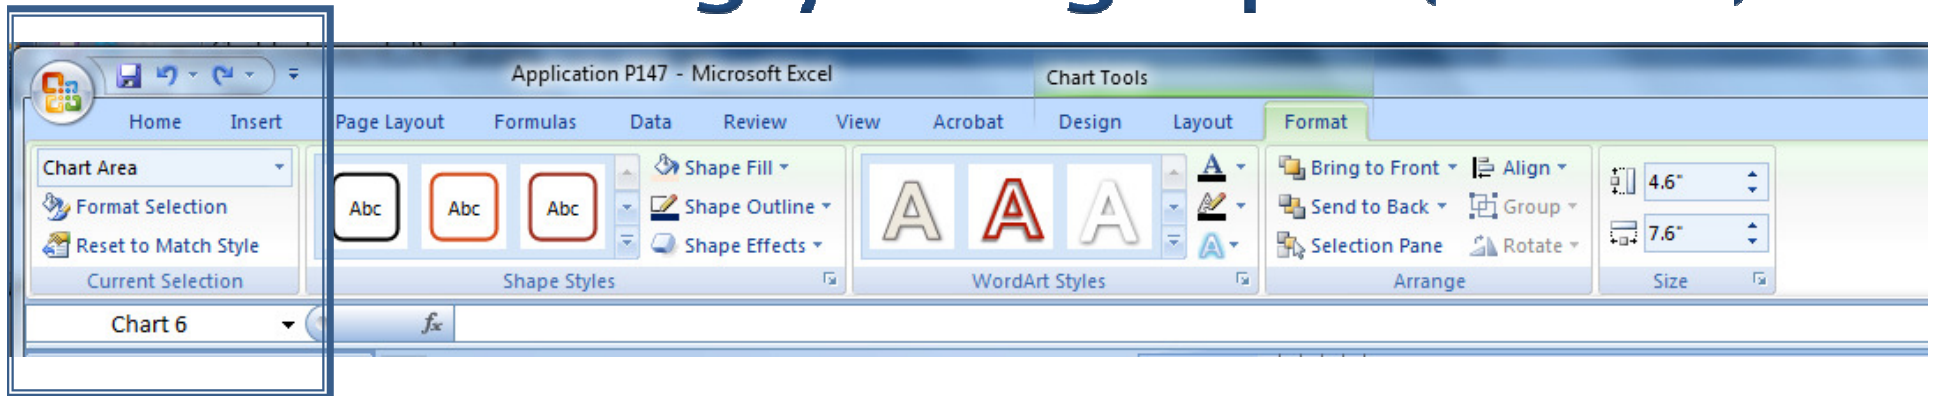 Application P147 - Microsoft Excel
Chart Tools
Home Insert Page Layout Formulas Data Review View Acrobat Design Layout Format
Chart Area
Format Selection
Reset to Match Style
Current Selection
Abc Abc Abc
Shape Fill
Shape Outline
Shape Effects
Shape Styles
A A A
A
A
WordArt Styles
Bring to Front
Send to Back
Selection Pane
Align
Group
Rotate
Arrange
4.6"
7.6"
Size
Chart 6
fx